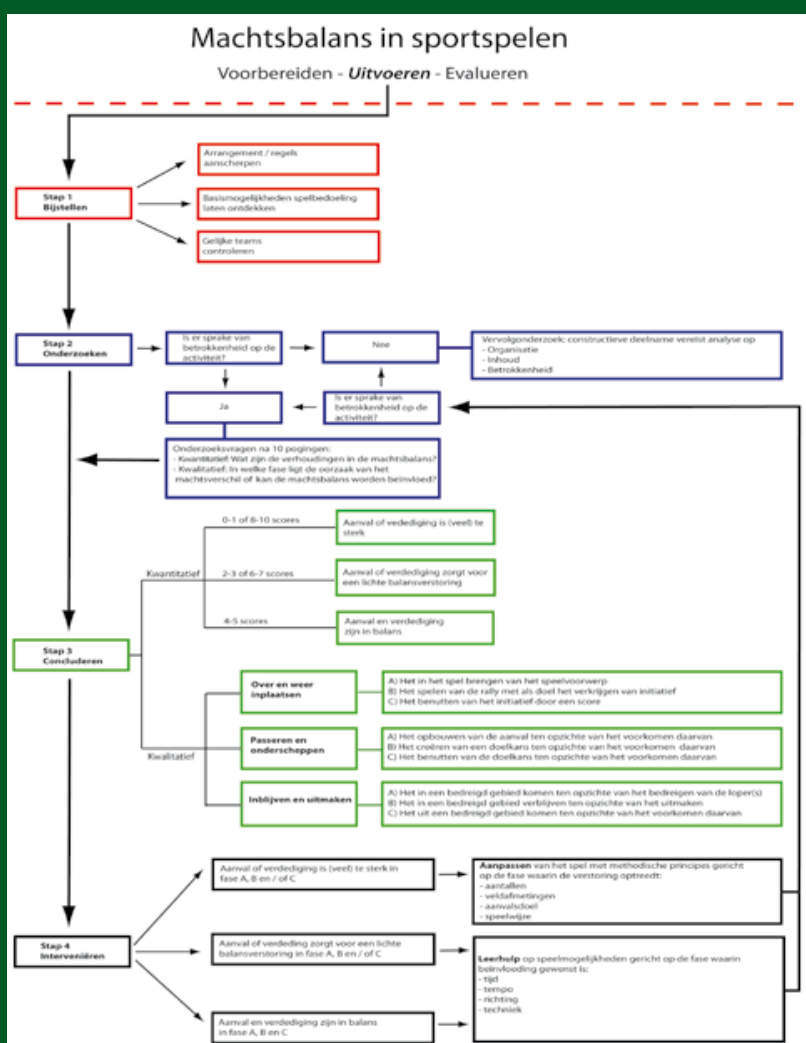 Machtsbalans in sportspelen
Voorbereiden - Uitvoeren - Evalueren
Arrangement / regels
aanscherpen
Stap 1
Bijstellen
Basismogelijkheden spelbedoeling
laten ontdekken
Gelijke teams
controleren
Stap 2
Onderzoeken
Is er sprake van
betrokkenheid op de
activiteit?
Nee
Vervolgonderzoek: constructieve deelname vereist analyse op
- Organisatie
- Inhoud
- Betrokkenheid
Ja
Is er sprake van
betrokkenheid op de
activiteit?
Onderzoeksvragen na 10 pogingen:
- Kwantitatief: Wat zijn de verhoudingen in de machtsbalans?
- Kwalitatief: In welke fase ligt de oorzaak van het
machtsverschil of kan de machtsbalans worden beïnvloed?
0-1 of 8-10 scores
Aanval of vedediging is (veel) te
sterk
Kwantitatief
2-3 of 6-7 scores
Aanval of verdediging zorgt voor
een lichte balansverstoring
4-5 scores
Aanval en verdediging
zijn in balans
Stap 3
Concluderen
Over en weer
inplaatsen
A) Het in het spel brengen van het speelvoorwerp
B) Het spelen van de rally met als doel het verkrijgen van initiatief
C) Het benutten van het initiatief door een score
Kwalitatief
Passeren en
onderscheppen
A) Het opbouwen van de aanval ten opzichte van het voorkomen daarvan
B) Het creëren van een doelkans ten opzichte van het voorkomen daarvan
C) Het benutten van de doelkans ten opzichte van het voorkomen daarvan
Inblijven en uitmaken
A) Het in een bedreigd gebied komen ten opzichte van het bedreigen van de loper(s)
B) Het in een bedreigd gebied verblijven ten opzichte van het uitmaken
C) Het uit een bedreigd gebied komen ten opzichte van het voorkomen daarvan
Aanval of verdediging is (veel) te sterk in
fase A, B en / of C
Aanpassen van het spel met methodische principes gericht
op de fase waarin de verstoring optreedt:
- aantallen
- veldafmetingen
- aanvalsdoel
- speelwijze
Stap 4
Interveniëren
Aanval of verdeding zorgt voor een lichte
balansverstoring in fase A, B en / of C
Leerhulp op speelmogelijkheden gericht op de fase waarin
beïnvloeding gewenst is:
- tijd
- tempo
- richting
- techniek
Aanval en verdediging zijn in balans
in fase A, B en C